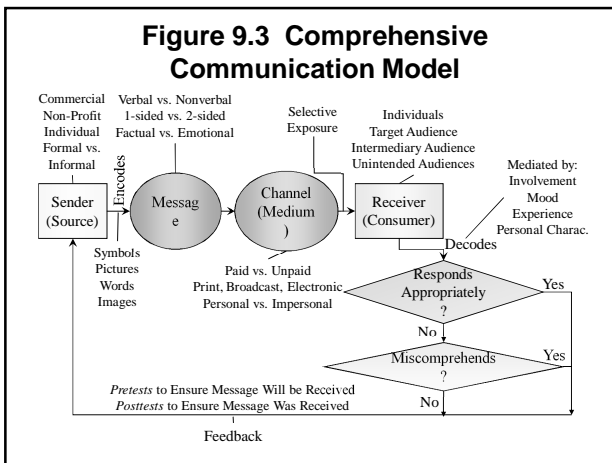 Figure 9.3 Comprehensive
Communication Model
Commercial
Non-Profit
Individual
Formal vs.
Informal
Sender
(Source)
Encodes
Symbols
Pictures
Words
Images
Verbal vs. Nonverbal
1-sided vs. 2-sided
Factual vs. Emotional
Messag
e
Channel
(Medium
)
Paid vs. Unpaid
Print, Broadcast, Electronic
Personal vs. Impersonal
Selective
Exposure
Individuals
Target Audience
Intermediary Audience
Unintended Audiences
Receiver
(Consumer)
Decodes
Mediated by:
Involvement
Mood
Experience
Personal Charac.
Responds
Appropriately
?
Yes
No
Miscomprehends
?
Yes
No
Pretests to Ensure Message Will be Received
Posttests to Ensure Message Was Received
Feedback